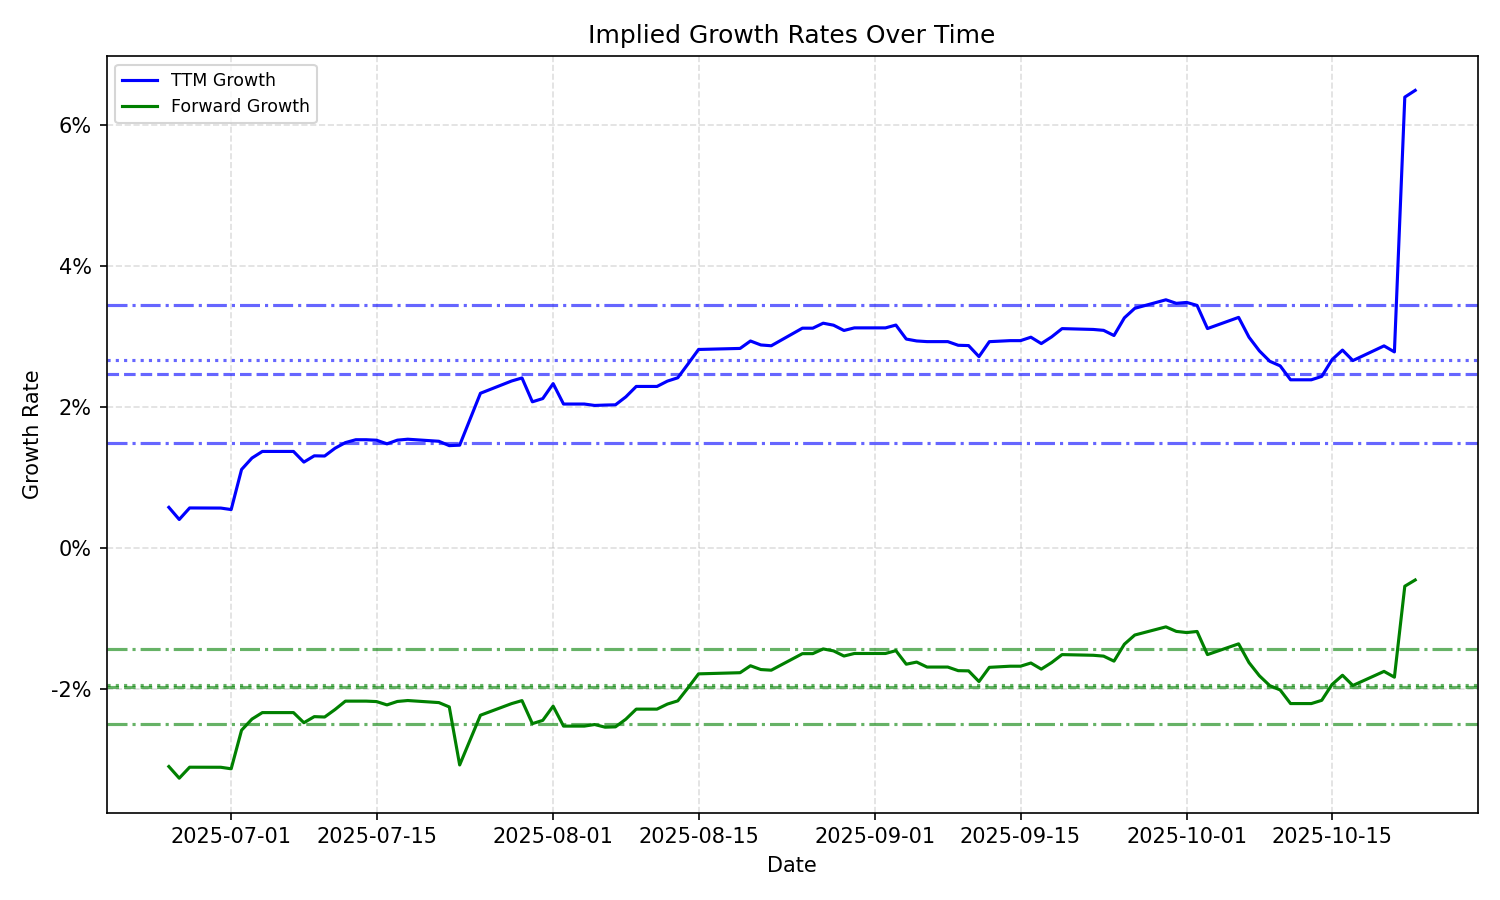 Implied Growth Rates Over Time
TTM Growth
Forward Growth
6%
4%
2%
0%
-2%
Growth Rate
2025-07-01
2025-07-15
2025-08-01
2025-08-15
2025-09-01
2025-09-15
2025-10-01
2025-10-15
Date